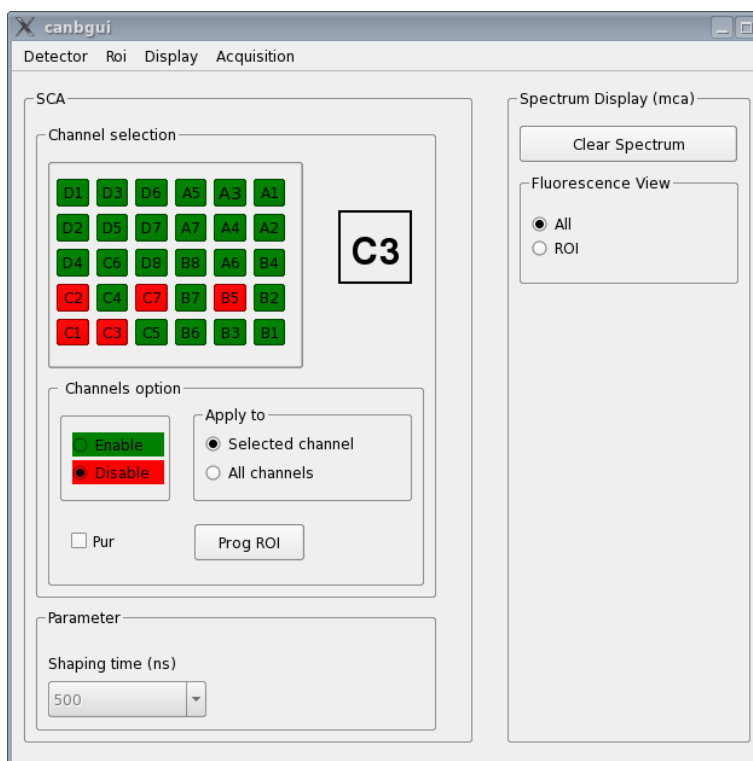 canbgui
Detector Roi Display Acquisition
SCA
Channel selection
D1 D3 D6 A5 A3 A1
D2 D5 D7 A7 A4 A2
D4 C6 D8 B8 A6 B4
C2 C4 C7 B7 B5 B2
C1 C3 C5 B6 B3 B1
C3
Channels option
Enable
Disable
Apply to
Selected channel
All channels
Pur
Prog ROI
Parameter
Shaping time (ns)
500
Spectrum Display (mca)
Clear Spectrum
Fluorescence View
All
ROI